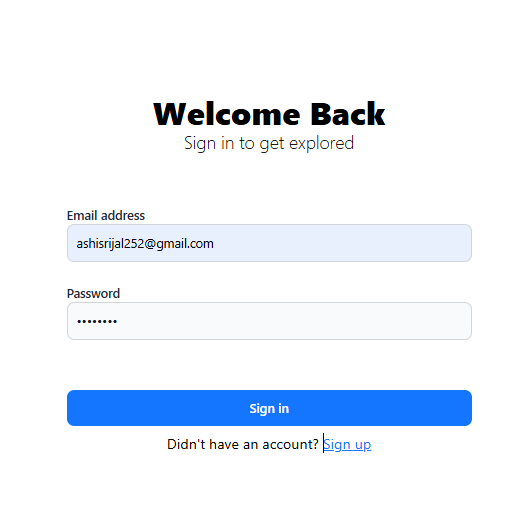 Welcome Back
Sign in to get explored
Email address
ashisrijal252@gmail.com
Password
••••••••
Sign in
Didn't have an account? Sign up